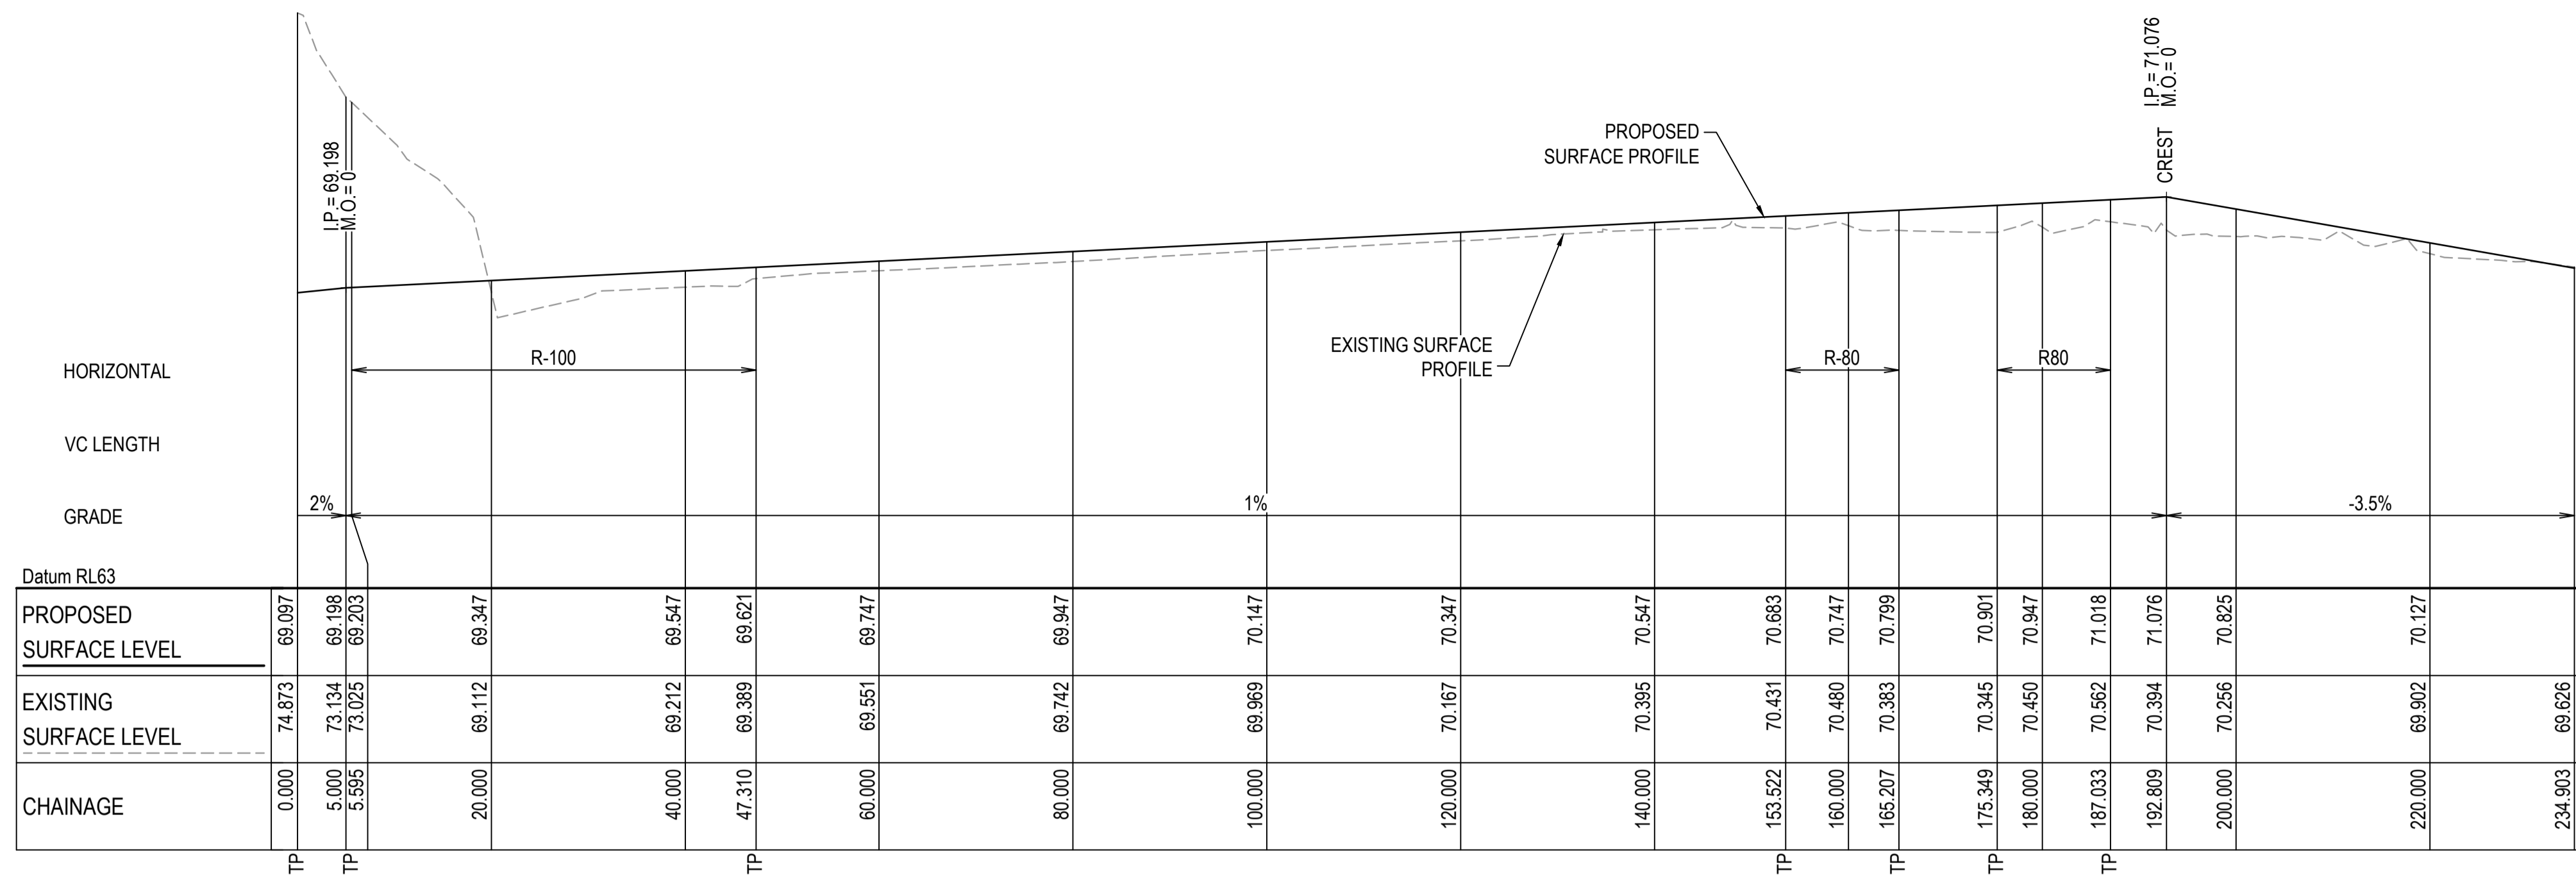 I.P.= 69.198
M.O.= 0
PROPOSED
SURFACE PROFILE
EXISTING SURFACE
PROFILE
CREST
I.P.= 71.076
M.O.= 0
HORIZONTAL
R-100
R-80
R80
VC LENGTH
GRADE
2%
1%
-3.5%
Datum RL63
PROPOSED
SURFACE LEVEL
69.097 69.198 69.203 69.347 69.547 69.621 69.747 69.947 70.147 70.347 70.547 70.683 70.747 70.799 70.901 70.947 71.018 71.076 70.825 70.127
EXISTING
SURFACE LEVEL
74.873 73.134 73.025 69.112 69.212 69.389 69.551 69.742 69.969 70.167 70.395 70.431 70.480 70.383 70.345 70.450 70.562 70.394 70.256 69.902 69.626
CHAINAGE
0.000 5.000 5.595 20.000 40.000 47.310 60.000 80.000 100.000 120.000 140.000 153.522 160.000 165.207 175.349 180.000 187.033 192.809 200.000 220.000 234.903
TP TP TP TP TP TP TP